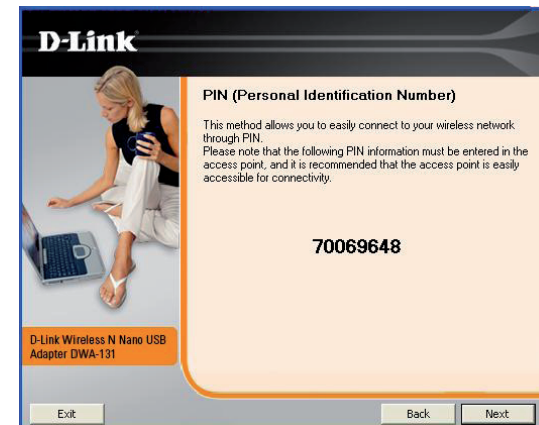 D-Link
PIN (Personal Identification Number)
This method allows you to easily connect to your wireless network
through PIN.
Please note that the following PIN information must be entered in the
access point, and it is recommended that the access point is easily
accessible for connectivity.
70069648
D-Link Wireless N Nano USB
Adapter DWA-131
Exit
Back
Next